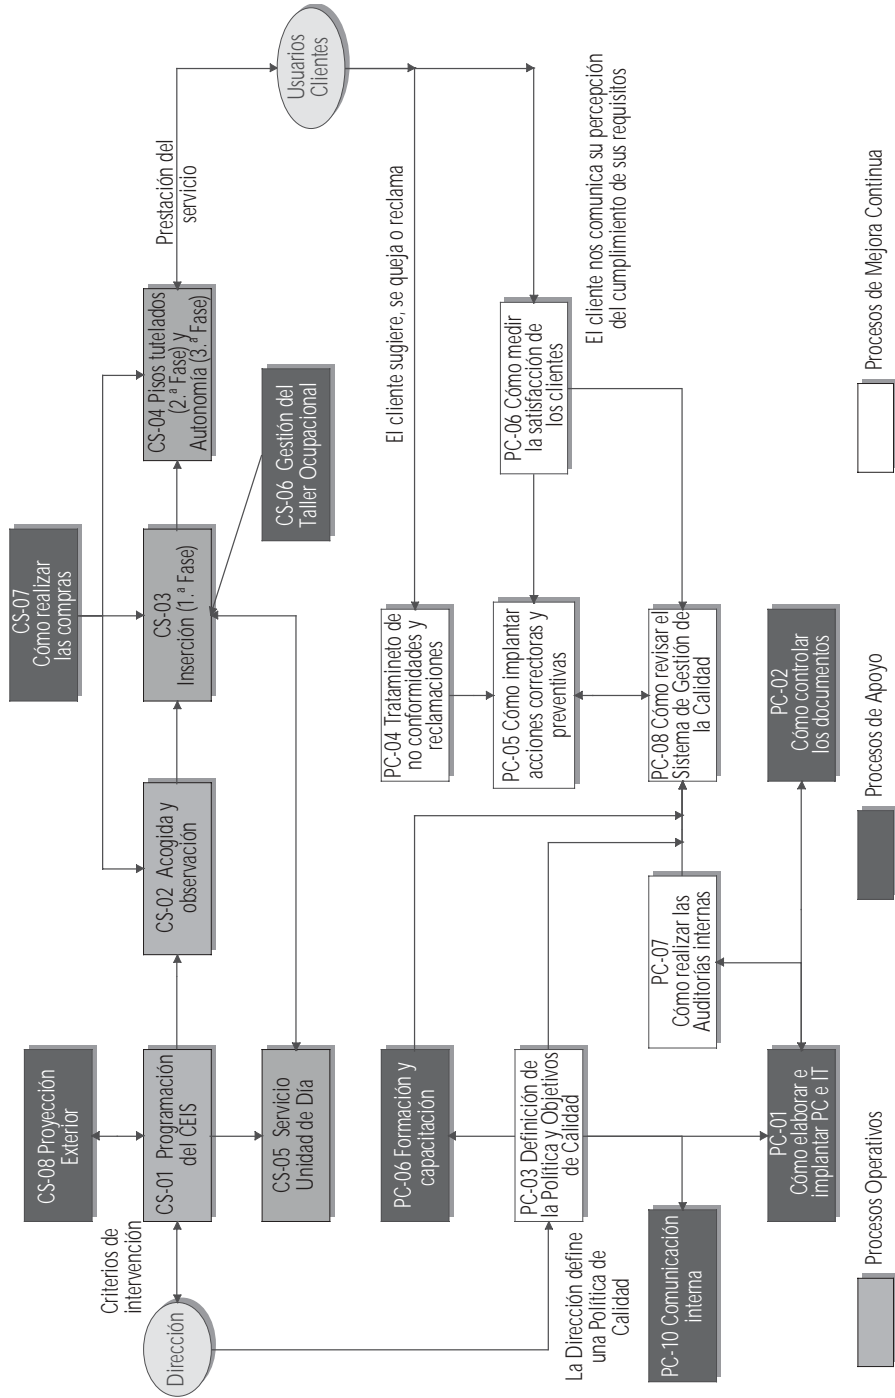 CS-07
Cómo realizar
las compras
CS-08 Proyección
Exterior
Criterios de
intervención
Dirección
CS-01 Programación
del CEIS
CS-02 Acogida y
observación
CS-03
Inserción (1.ª Fase)
CS-04 Pisos tutelados
(2.ª Fase) y
Autonomía (3.ª Fase)
Prestación del
servicio
Usuarios
Clientes
CS-05 Servicio
Unidad de Día
CS-06 Gestión del
Taller Ocupacional
El cliente sugiere, se queja o reclama
PC-06 Formación y
capacitación
PC-04 Tratamineto de
no conformidades y
reclamaciones
PC-03 Definición de
la Política y Objetivos
de Calidad
PC-05 Cómo implantar
acciones correctoras y
preventivas
PC-06 Cómo medir
la satisfacción de
los clientes
El cliente nos comunica su percepción
del cumplimiento de sus requisitos
La Dirección define
una Política de
Calidad
PC-07
Cómo realizar las
Auditorías internas
PC-08 Cómo revisar el
Sistema de Gestión de
la Calidad
PC-10 Comunicación
interna
PC-01
Cómo elaborar e
implantar PC e IT
PC-02
Cómo controlar
los documentos
Procesos Operativos
Procesos de Apoyo
Procesos de Mejora Continua